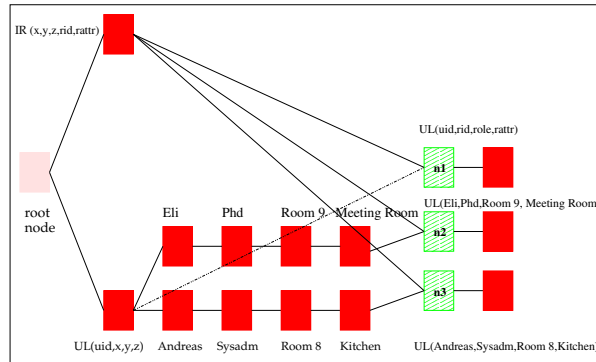 IR (x,y,z,rid,rattr)
UL(uid,rid,role,rattr)
n1
root
node
Eli
Phd
Room 9
Meeting Room
UL(Eli,Phd,Room 9, Meeting Room
n2
n3
UL(uid,x,y,z)
Andreas
Sysadm
Room 8
Kitchen
UL(Andreas,Sysadm,Room 8,Kitchen)